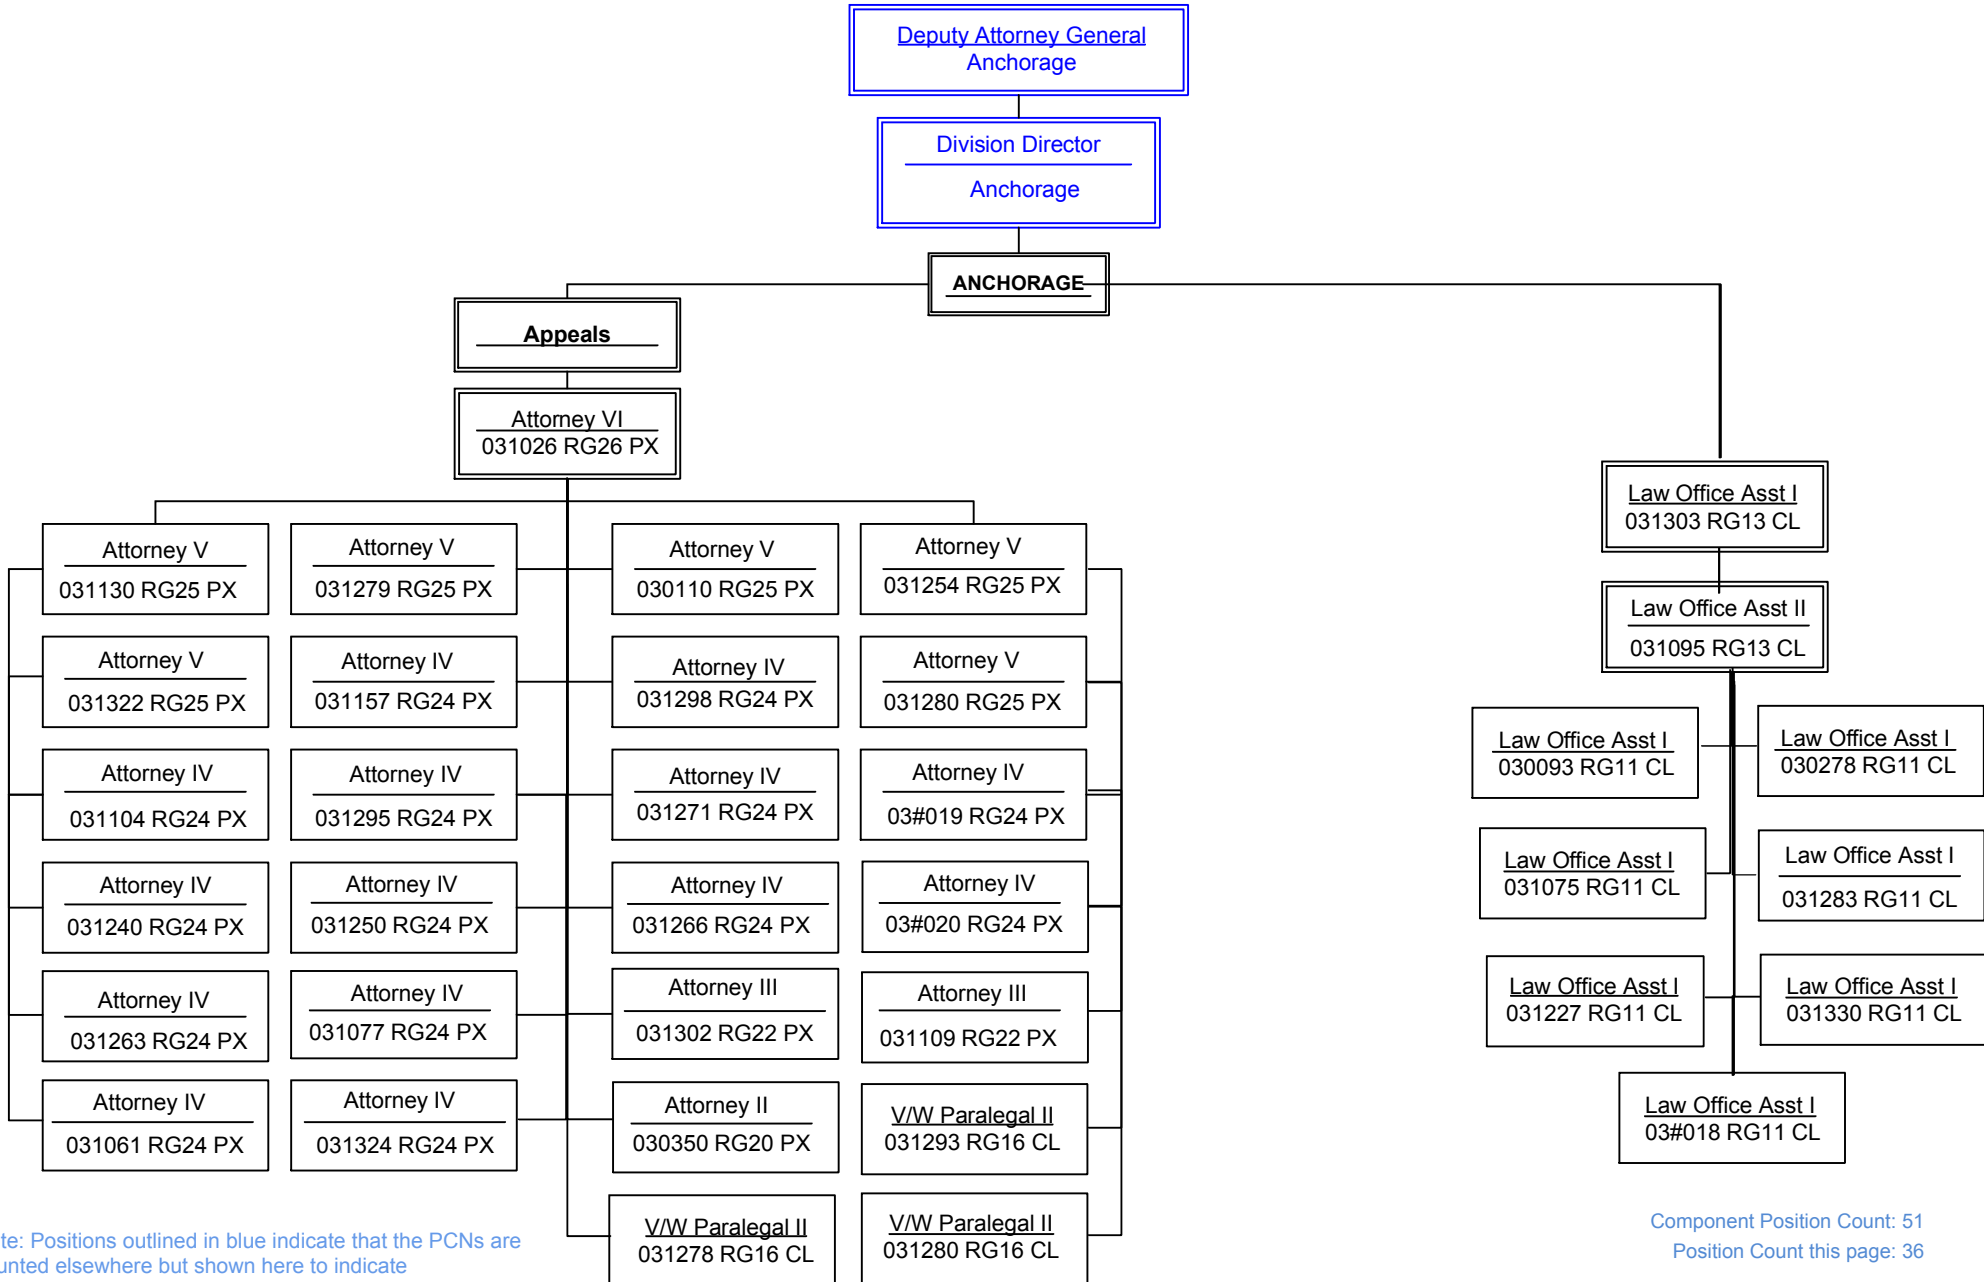 Deputy Attorney General
Anchorage
Division Director
Anchorage
ANCHORAGE
Appeals
Attorney VI
031026 RG26 PX
Attorney V
031130 RG25 PX
Attorney V
031279 RG25 PX
Attorney V
030110 RG25 PX
Attorney V
031254 RG25 PX
Attorney V
031322 RG25 PX
Attorney IV
031157 RG24 PX
Attorney IV
031298 RG24 PX
Attorney V
031280 RG25 PX
Attorney IV
031104 RG24 PX
Attorney IV
031295 RG24 PX
Attorney IV
031271 RG24 PX
Attorney IV
03#019 RG24 PX
Attorney IV
031240 RG24 PX
Attorney IV
031250 RG24 PX
Attorney IV
031266 RG24 PX
Attorney IV
03#020 RG24 PX
Attorney IV
031263 RG24 PX
Attorney IV
031077 RG24 PX
Attorney III
031302 RG22 PX
Attorney III
031109 RG22 PX
Attorney IV
031061 RG24 PX
Attorney IV
031324 RG24 PX
Attorney II
030350 RG20 PX
V/W Paralegal II
031293 RG16 CL
V/W Paralegal II
031278 RG16 CL
V/W Paralegal II
031280 RG16 CL
Law Office Asst I
031303 RG13 CL
Law Office Asst II
031095 RG13 CL
Law Office Asst I
030093 RG11 CL
Law Office Asst I
030278 RG11 CL
Law Office Asst I
031075 RG11 CL
Law Office Asst I
031283 RG11 CL
Law Office Asst I
031227 RG11 CL
Law Office Asst I
031330 RG11 CL
Law Office Asst I
03#018 RG11 CL
te: Positions outlined in blue indicate that the PCNs are
unted elsewhere but shown here to indicate
Component Position Count: 51
Position Count this page: 36